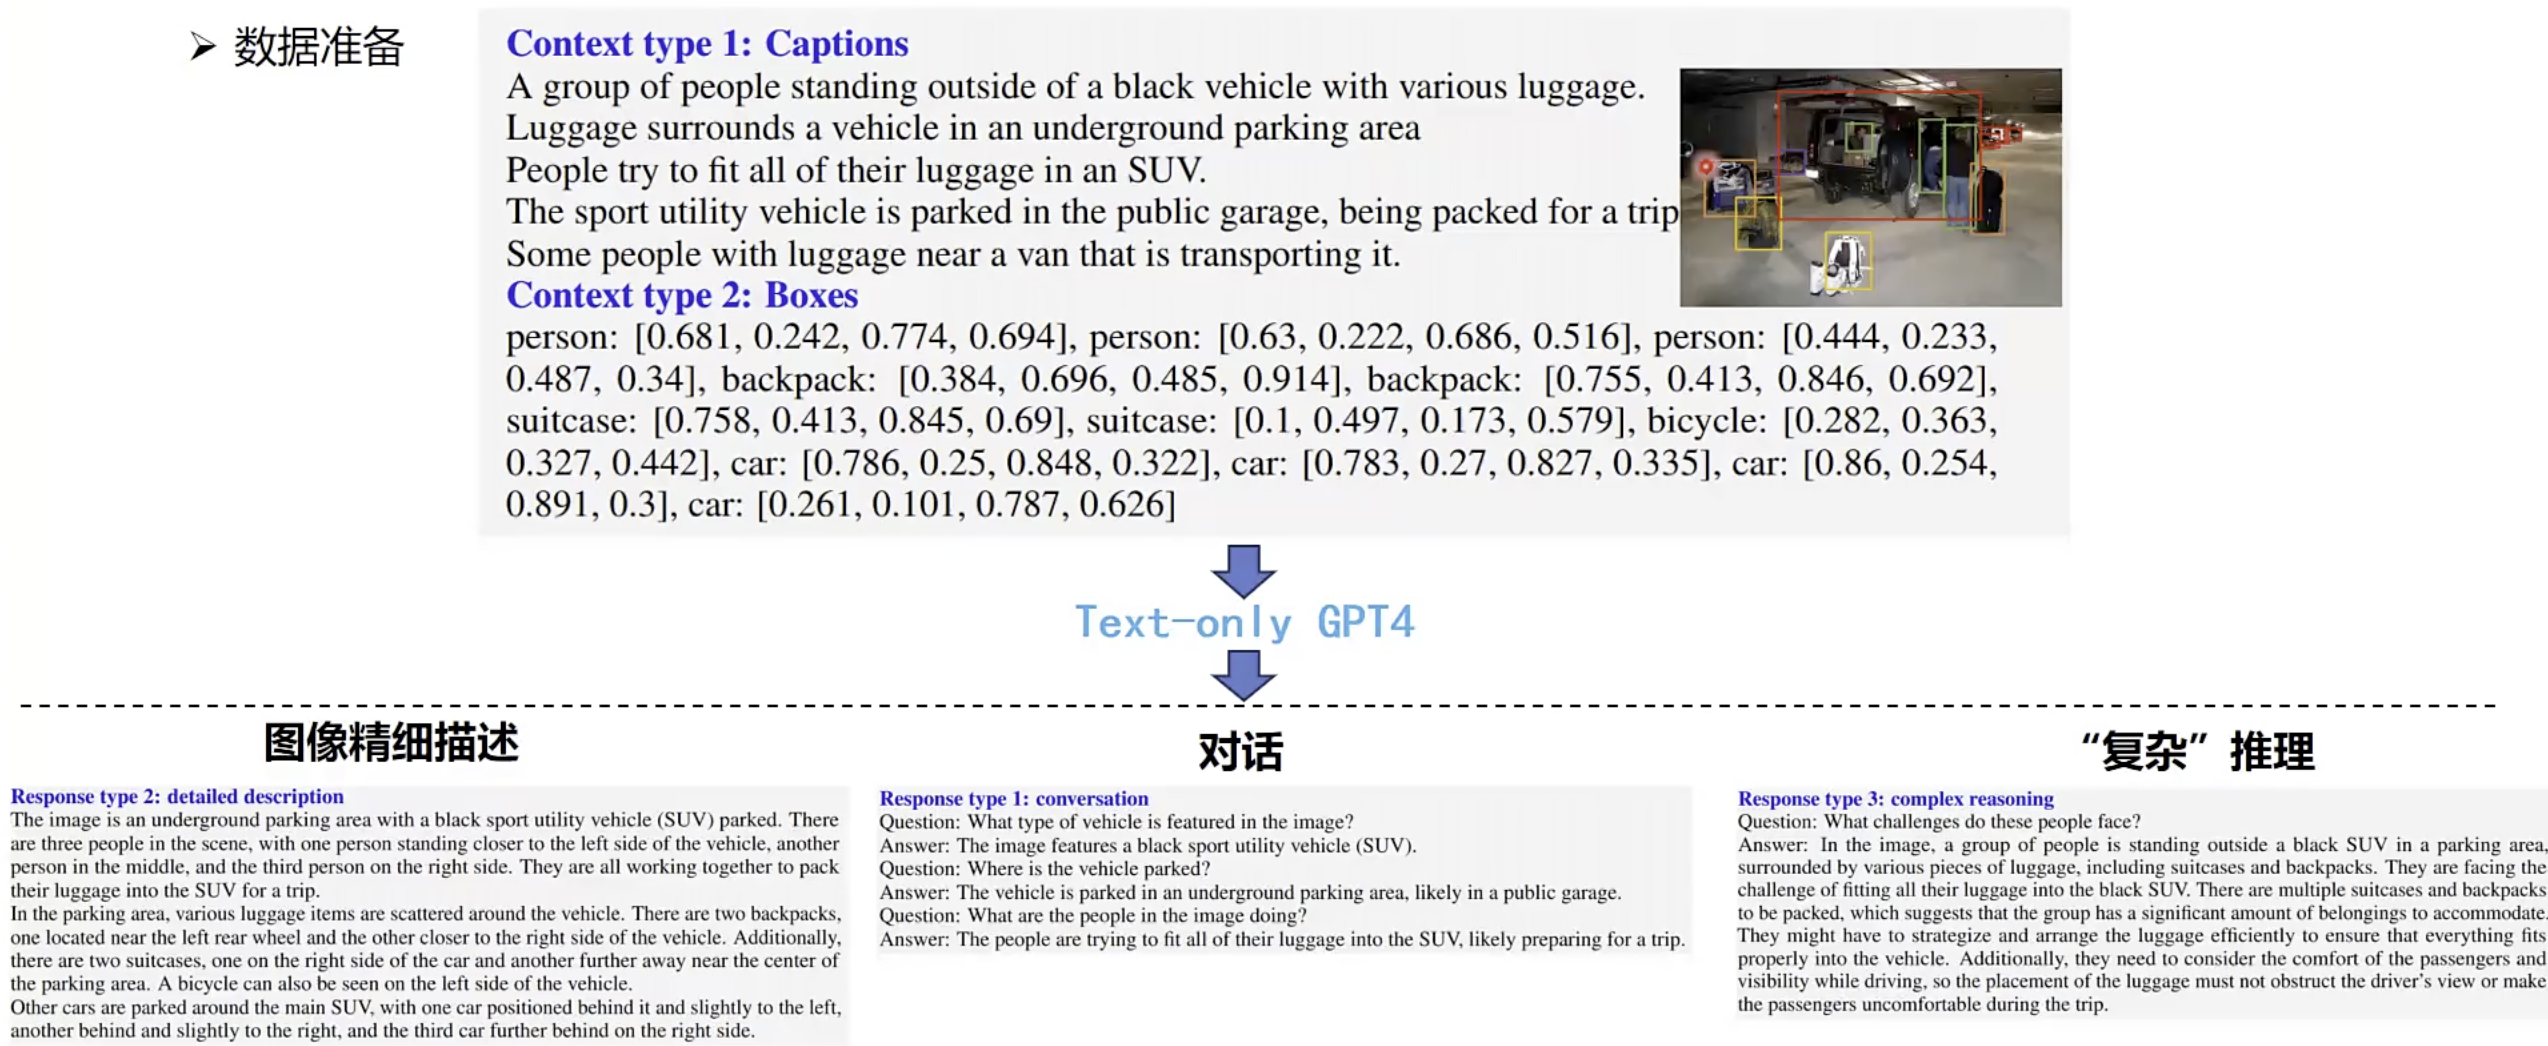 ➢ 数据准备
Context type 1: Captions
A group of people standing outside of a black vehicle with various luggage.
Luggage surrounds a vehicle in an underground parking area
People try to fit all of their luggage in an SUV.
The sport utility vehicle is parked in the public garage, being packed for a trip
Some people with luggage near a van that is transporting it.
Context type 2: Boxes
person: [0.681, 0.242, 0.774, 0.694], person: [0.63, 0.222, 0.686, 0.516], person: [0.444, 0.233,
0.487, 0.34], backpack: [0.384, 0.696, 0.485, 0.914], backpack: [0.755, 0.413, 0.846, 0.692],
suitcase: [0.758, 0.413, 0.845, 0.69], suitcase: [0.1, 0.497, 0.173, 0.579], bicycle: [0.282, 0.363,
0.327, 0.442], car: [0.786, 0.25, 0.848, 0.322], car: [0.783, 0.27, 0.827, 0.335], car: [0.86, 0.254,
0.891, 0.3], car: [0.261, 0.101, 0.787, 0.626]
Text-only GPT4
图像精细描述
Response type 2: detailed description
The image is an underground parking area with a black sport utility vehicle (SUV) parked. There
are three people in the scene, with one person standing closer to the left side of the vehicle, another
person in the middle, and the third person on the right side. They are all working together to pack
their luggage into the SUV for a trip.
In the parking area, various luggage items are scattered around the vehicle. There are two backpacks,
one located near the left rear wheel and the other closer to the right side of the vehicle. Additionally,
there are two suitcases, one on the right side of the car and another further away near the center of
the parking area. A bicycle can also be seen on the left side of the vehicle.
Other cars are parked around the main SUV, with one car positioned behind it and slightly to the left,
another behind and slightly to the right, and the third car further behind on the right side.
对话
Response type 1: conversation
Question: What type of vehicle is featured in the image?
Answer: The image features a black sport utility vehicle (SUV).
Question: Where is the vehicle parked?
Answer: The vehicle is parked in an underground parking area, likely in a public garage.
Question: What are the people in the image doing?
Answer: The people are trying to fit all of their luggage into the SUV, likely preparing for a trip.
“复杂”推理
Response type 3: complex reasoning
Question: What challenges do these people face?
Answer: In the image, a group of people is standing outside a black SUV in a parking area,
surrounded by various pieces of luggage, including suitcases and backpacks. They are facing the
challenge of fitting all their luggage into the black SUV. There are multiple suitcases and backpacks
to be packed, which suggests that the group has a significant amount of belongings to accommodate.
They might have to strategize and arrange the luggage efficiently to ensure that everything fits
properly into the vehicle. Additionally, they need to consider the comfort of the passengers and
visibility while driving, so the placement of the luggage must not obstruct the driver's view or make
the passengers uncomfortable during the trip.